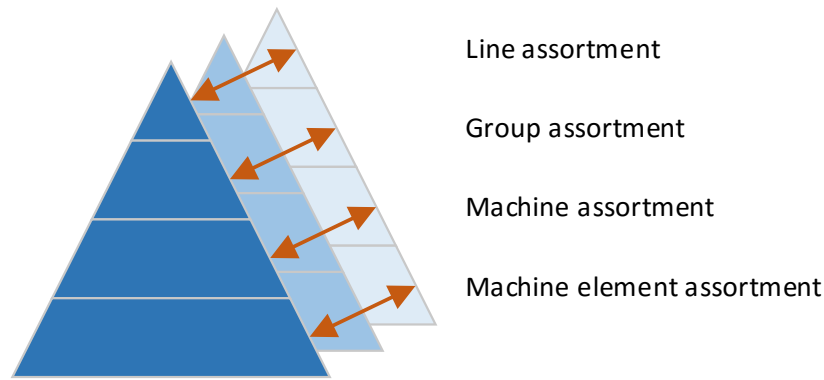 Line assortment
Group assortment
Machine assortment
Machine element assortment